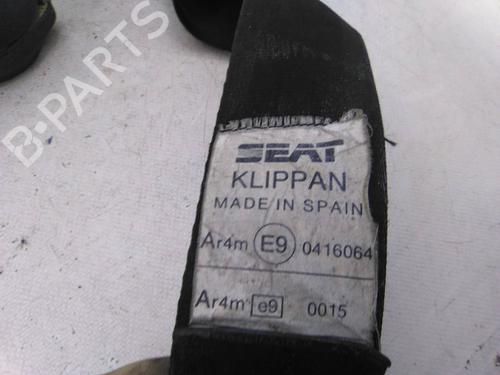 B-PARTS
SEAT
KLIPPAN
MADE IN SPAIN
Ar4m E9 0416064
Ar4m e9 0015